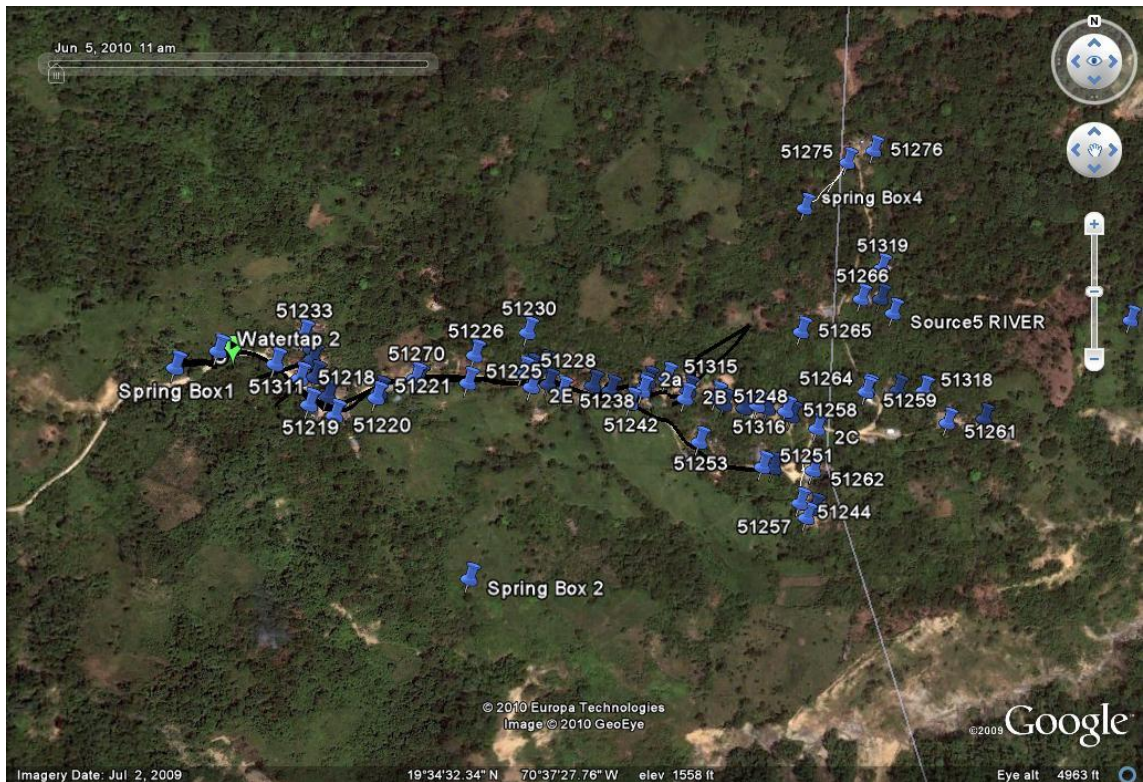 Jun 5, 2010 11 am
N
51275
51276
spring Box4
51319
51266
Source5 RIVER
51265
51233
Watertap 2
51230
51226
51270
51228
51315
51225
2a
51264
51318
Spring Box1
51311
51218
51221
2E
51238
2B
51248
51258
51259
51219
51220
51242
51316
2C
51261
51253
51251
51262
51257
51244
Spring Box 2
© 2010 Europa Technologies
Image © 2010 GeoEye
©2009 Google
Imagery Date: Jul 2, 2009
19°34'32.34" N 70°37'27.76" W elev 1558 ft
Eye alt 4963 ft